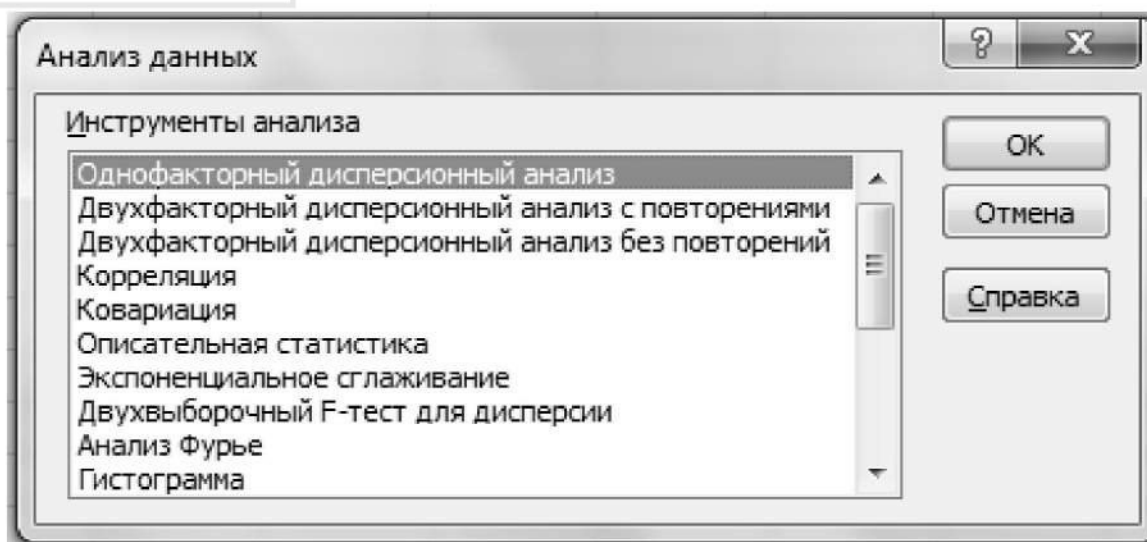 Анализ данных
Инструменты анализа
Однофакторный дисперсионный анализ
Двухфакторный дисперсионный анализ с повторениями
Двухфакторный дисперсионный анализ без повторений
Корреляция
Ковариация
Описательная статистика
Экспоненциальное сглаживание
Двухвыборочный F-тест для дисперсии
Анализ Фурье
Гистограмма
ОК
Отмена
Справка